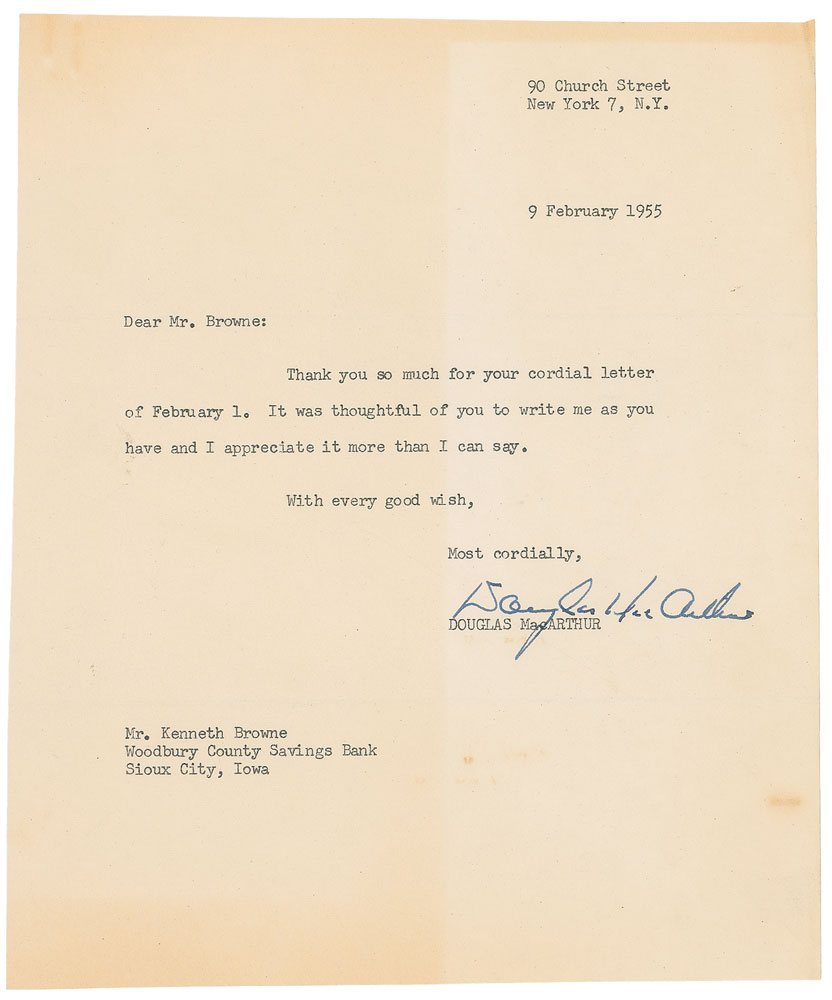 90 Church Street
New York 7, N.Y.
9 February 1955
Dear Mr. Browne:
Thank you so much for your cordial letter
of February 1. It was thoughtful of you to write me as you
have and I appreciate it more than I can say.
With every good wish,
Most cordially,
Douglas MacArthur
DOUGLAS MacARTHUR
Mr. Kenneth Browne
Woodbury County Savings Bank
Sioux City, Iowa